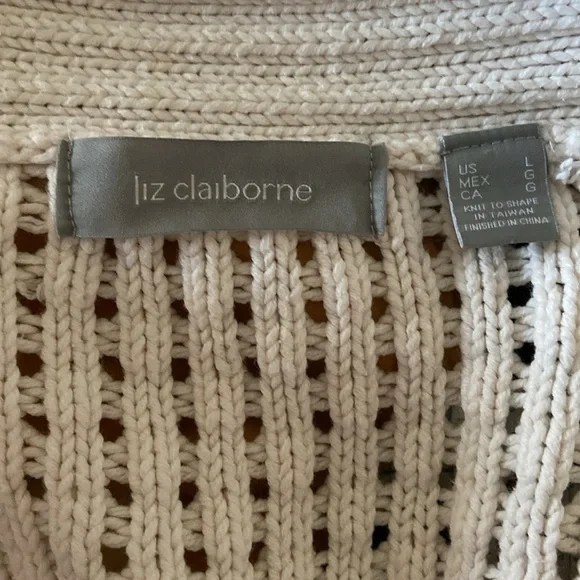 liz claiborne
US L
MEX G
CA G
KNIT TO SHAPE
IN TAIWAN
FINISHED IN CHINA